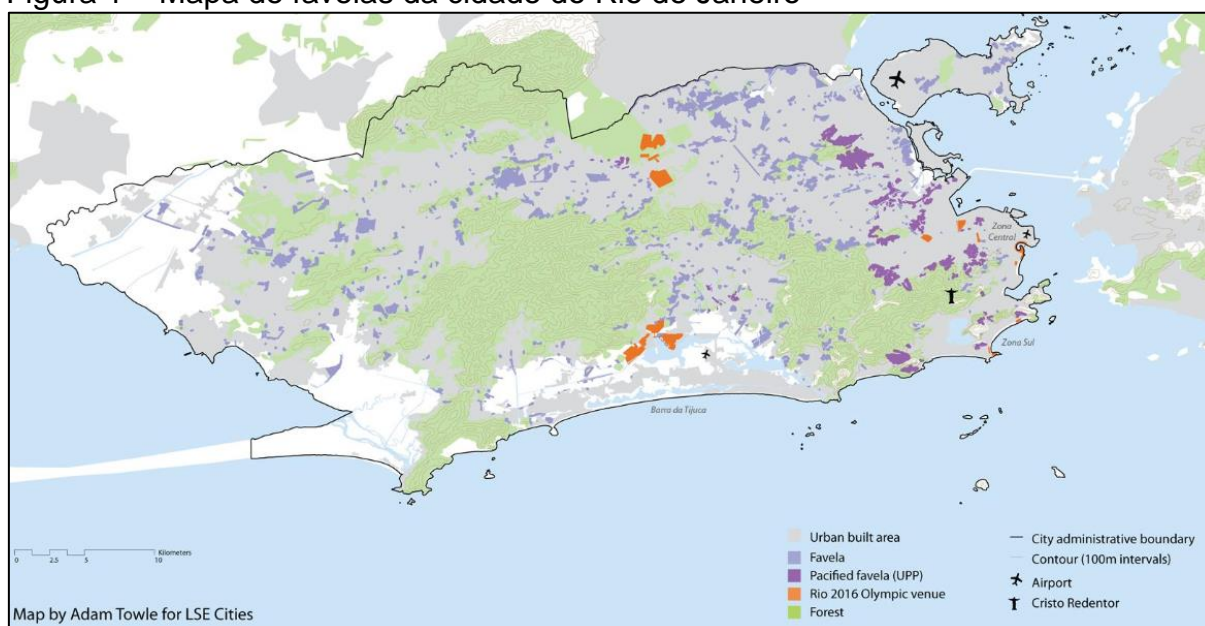 Figura 1 – Mapa de favelas da cidade do Rio de Janeiro
Zona
Central
Zona Sul
Barra da Tijuca
Kilometers
0 2.5 5 10
Urban built area
Favela
Pacified favela (UPP)
Rio 2016 Olympic venue
Forest
City administrative boundary
Contour (100m intervals)
Airport
Cristo Redentor
Map by Adam Towle for LSE Cities